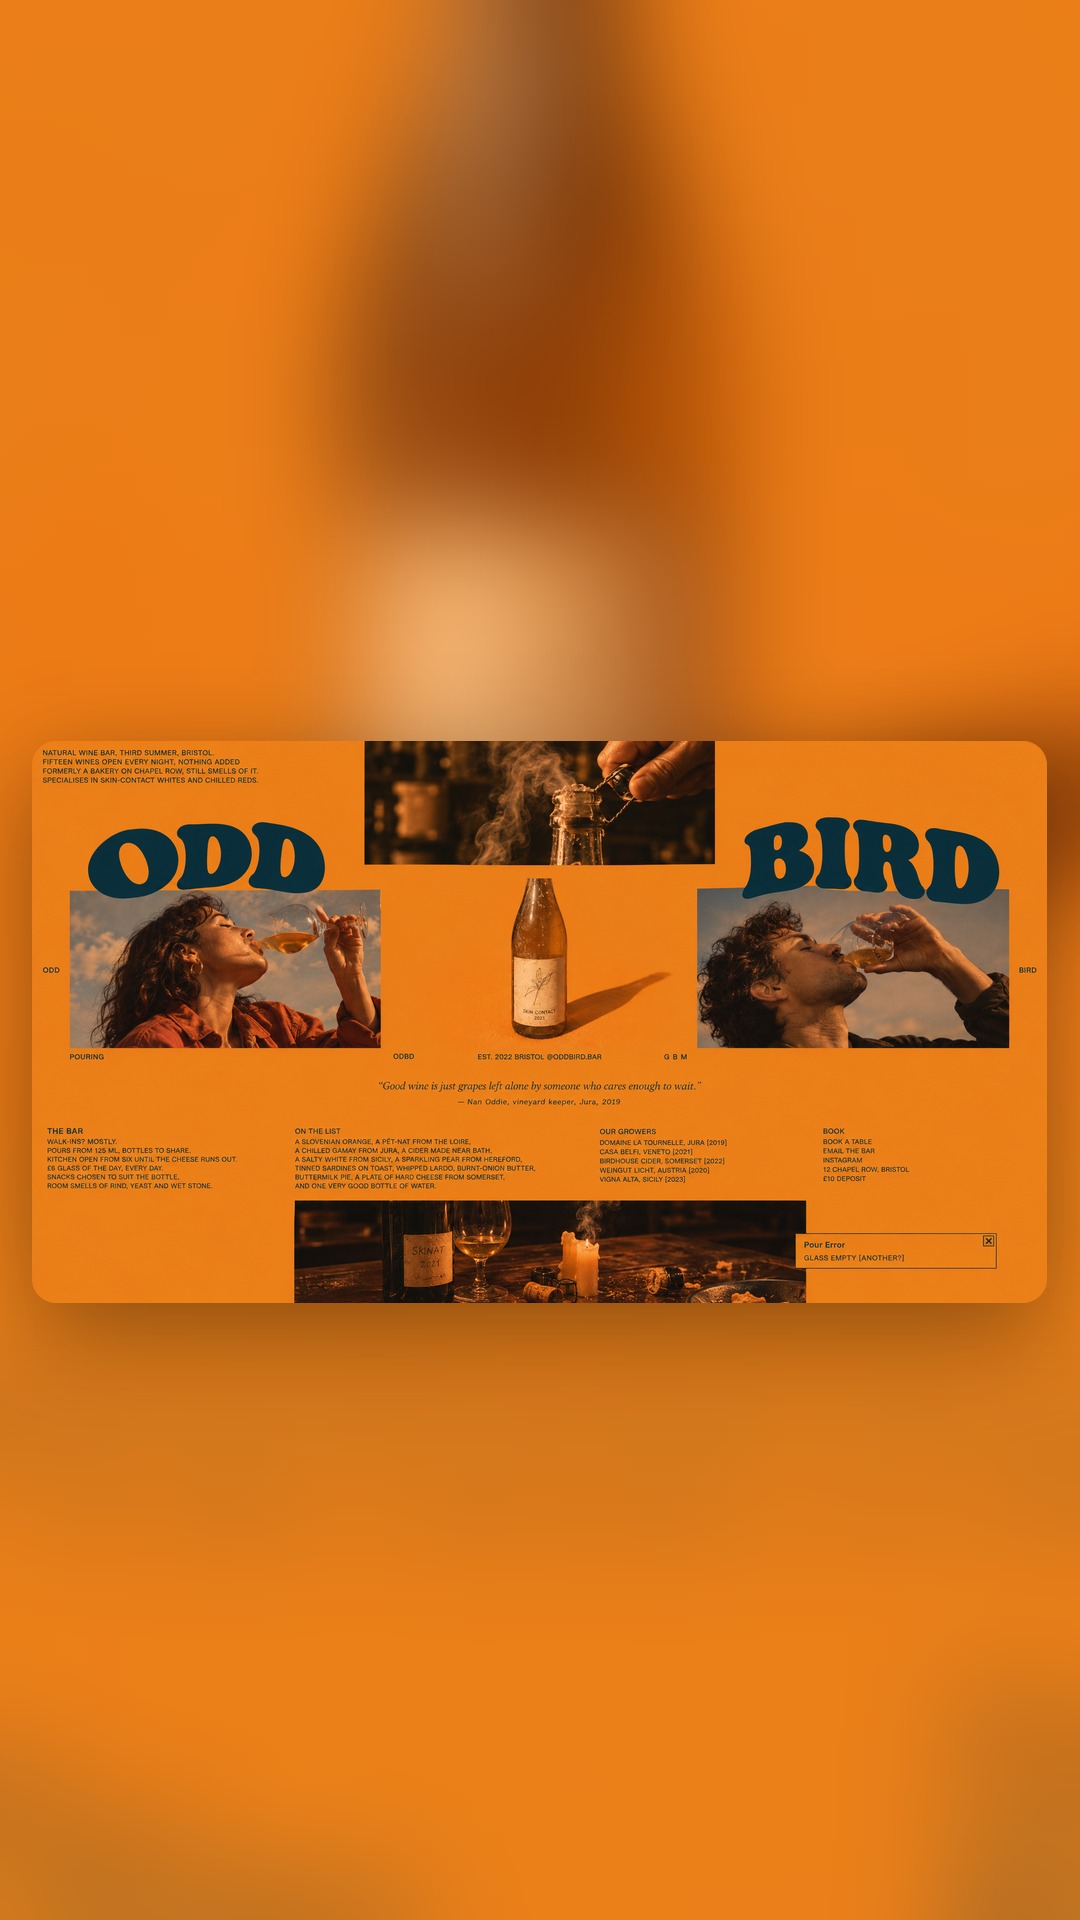 NATURAL WINE BAR, THIRD SUMMER, BRISTOL.
FIFTEEN WINES OPEN EVERY NIGHT, NOTHING ADDED
FORMERLY A BAKERY ON CHAPEL ROW, STILL SMELLS OF IT.
SPECIALISES IN SKIN-CONTACT WHITES AND CHILLED REDS.
ODD
BIRD
ODD
BIRD
SKIN CONTACT
2021
POURING
ODBD
EST. 2022 BRISTOL @ODDBIRD.BAR
G B M
“Good wine is just grapes left alone by someone who cares enough to wait.”
— Nan Oddie, vineyard keeper, Jura, 2019
THE BAR
WALK-INS? MOSTLY.
POURS FROM 125 ML, BOTTLES TO SHARE.
KITCHEN OPEN FROM SIX UNTIL THE CHEESE RUNS OUT.
£6 GLASS OF THE DAY, EVERY DAY.
SNACKS CHOSEN TO SUIT THE BOTTLE,
ROOM SMELLS OF RIND, YEAST AND WET STONE.
ON THE LIST
A SLOVENIAN ORANGE, A PÉT-NAT FROM THE LOIRE,
A CHILLED GAMAY FROM JURA, A CIDER MADE NEAR BATH,
A SALTY WHITE FROM SICILY, A SPARKLING PEAR FROM HEREFORD,
TINNED SARDINES ON TOAST, WHIPPED LARDO, BURNT-ONION BUTTER,
BUTTERMILK PIE, A PLATE OF HARD CHEESE FROM SOMERSET,
AND ONE VERY GOOD BOTTLE OF WATER.
OUR GROWERS
DOMAINE LA TOURNELLE, JURA [2019]
CASA BELFI, VENETO [2021]
BIRDHOUSE CIDER, SOMERSET [2022]
WEINGUT LICHT, AUSTRIA [2020]
VIGNA ALTA, SICILY [2023]
BOOK
BOOK A TABLE
EMAIL THE BAR
INSTAGRAM
12 CHAPEL ROW, BRISTOL
£10 DEPOSIT
SKINAT
2021
Pour Error
GLASS EMPTY [ANOTHER?]